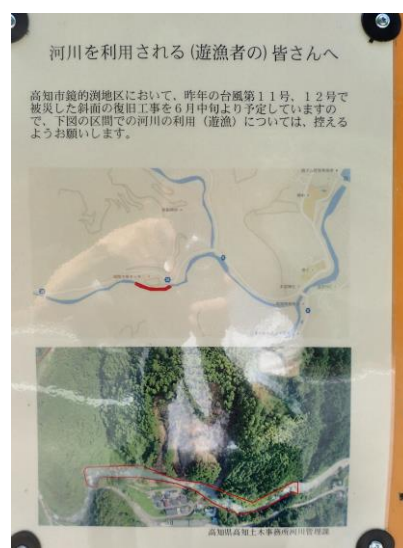 河川を利用される(遊漁者の)皆さんへ
高知市鏡的渕地区において、昨年の台風第１１号、１２号で
被災した斜面の復旧工事を６月中旬より予定していますの
で、下図の区間での河川の利用（遊漁）については、控える
ようお願いします。
高知県高知土木事務所河川管理課